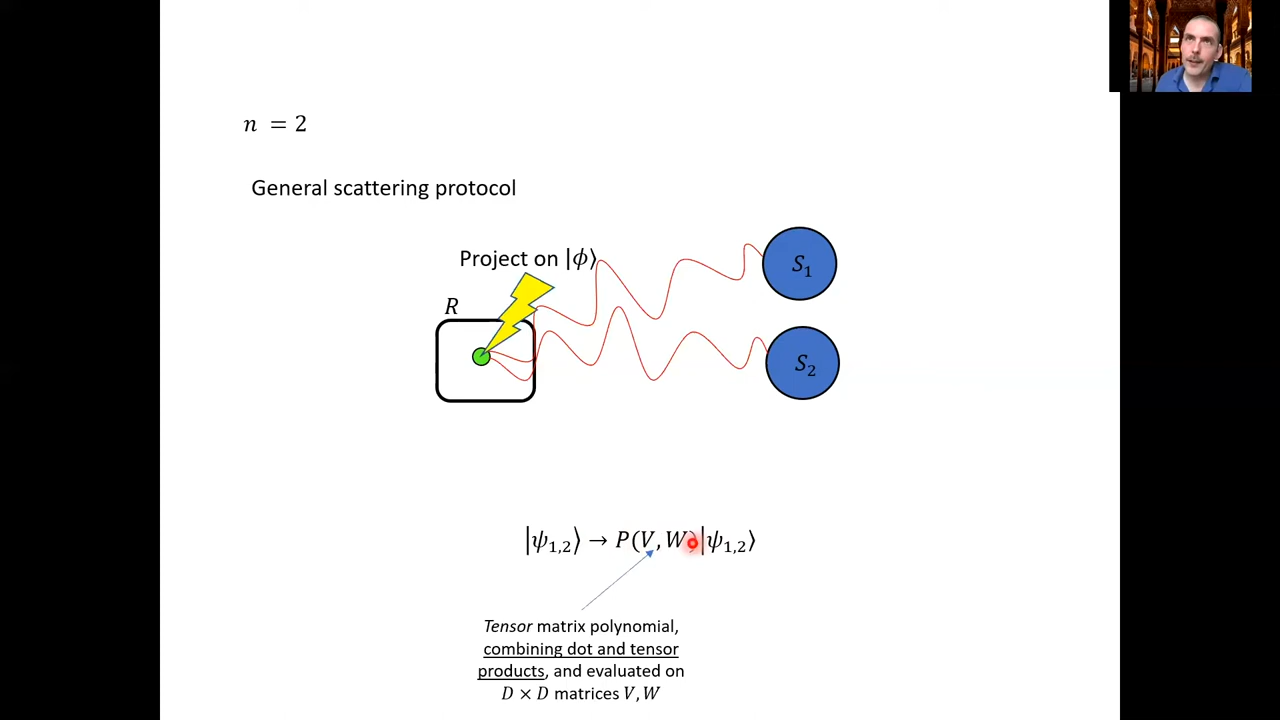 n = 2
General scattering protocol
Project on |ϕ⟩
R
S₁
S₂
|ψ₁,₂⟩ → P(V, W)|ψ₁,₂⟩
Tensor matrix polynomial,
combining dot and tensor
products, and evaluated on
D × D matrices V, W